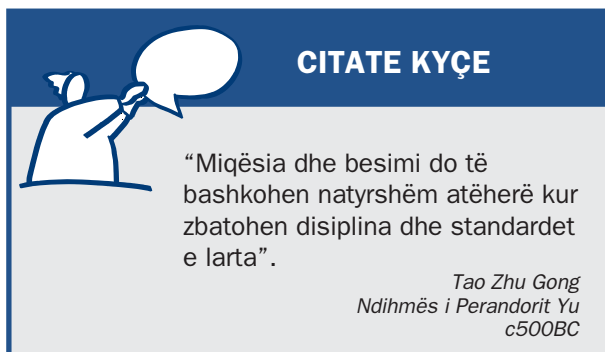 CITATE KYÇE
“Miqësia dhe besimi do të
bashkohen natyrshëm atëherë kur
zbatohen disiplina dhe standardet
e larta”.
Tao Zhu Gong
Ndihmës i Perandorit Yu
c500BC